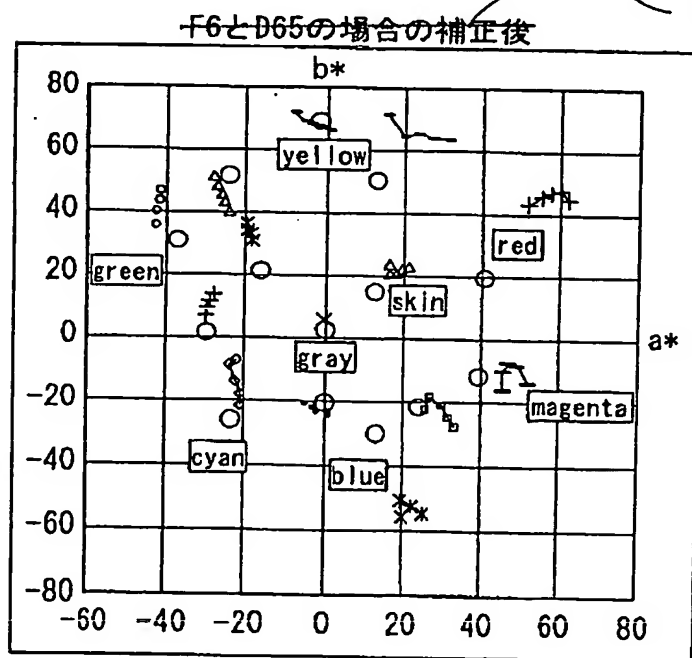 F6とD65の場合の補正後
b*
80
60
yellow
40
red
green
20
skin
0
a*
gray
-20
magenta
cyan
blue
-40
-60
-80
-60 -40 -20 0 20 40 60 80